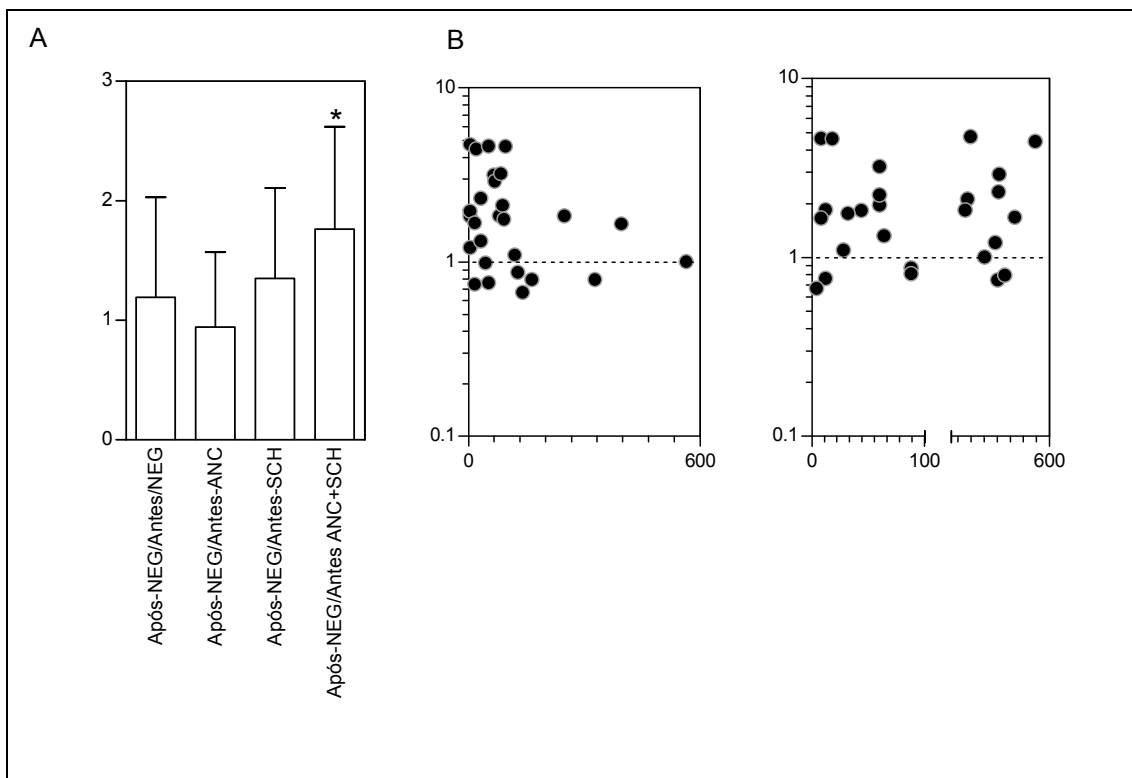 A
B
3
2
1
0
*
Após-NEG/Antes/NEG
Após-NEG/Antes-ANC
Após-NEG/Antes-SCH
Após-NEG/Antes ANC+SCH
10
1
0.1
0
600
10
1
0.1
0
100
600